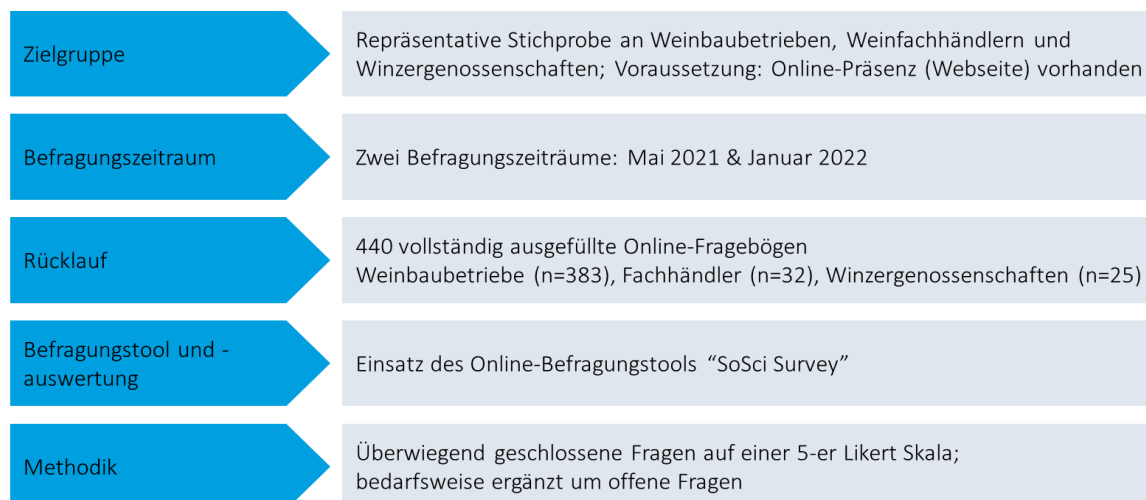 Zielgruppe
Repräsentative Stichprobe an Weinbaubetrieben, Weinfachhändlern und
Winzergenossenschaften; Voraussetzung: Online-Präsenz (Webseite) vorhanden
Befragungszeitraum
Zwei Befragungszeiträume: Mai 2021 & Januar 2022
Rücklauf
440 vollständig ausgefüllte Online-Fragebögen
Weinbaubetriebe (n=383), Fachhändler (n=32), Winzergenossenschaften (n=25)
Befragungstool und -
auswertung
Einsatz des Online-Befragungstools “SoSci Survey”
Methodik
Überwiegend geschlossene Fragen auf einer 5-er Likert Skala;
bedarfsweise ergänzt um offene Fragen